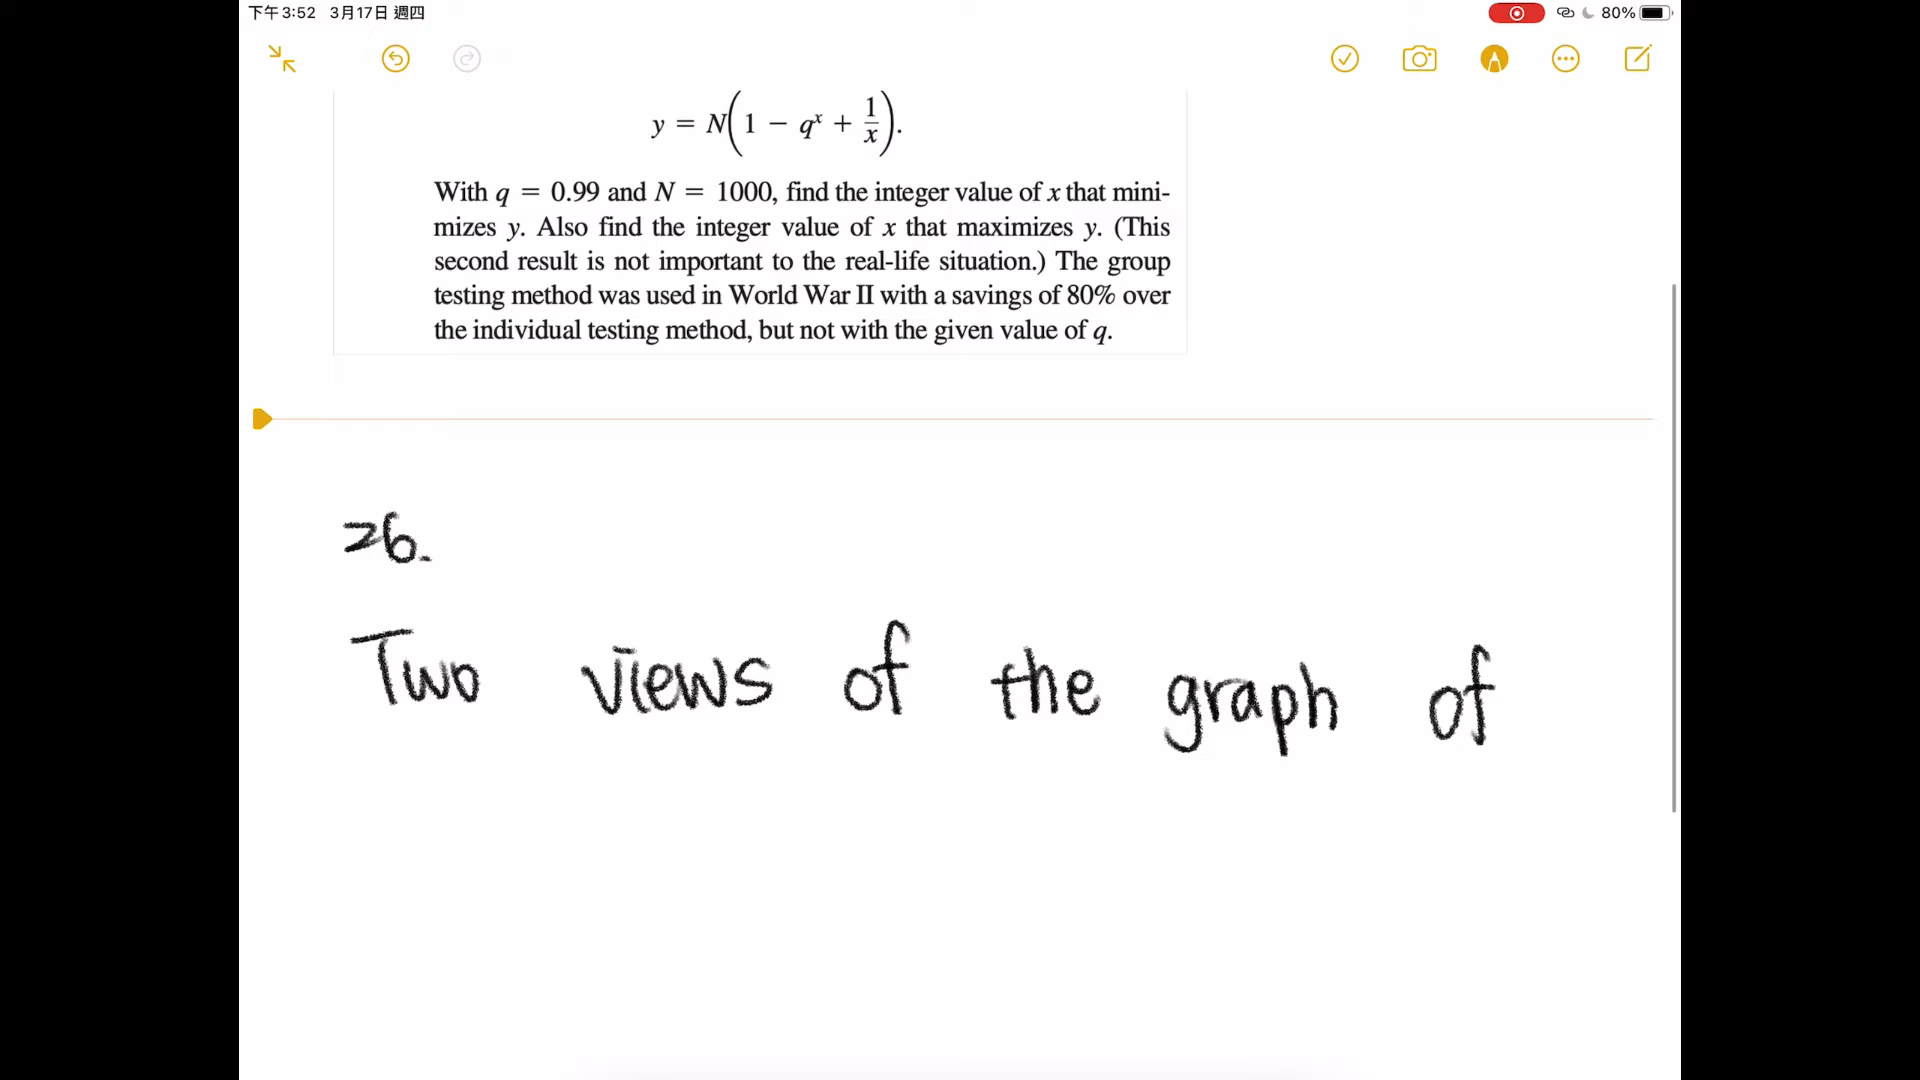 下午3:52 3月17日 週四
80%
y = N(1 − qˣ + 1/x).
With q = 0.99 and N = 1000, find the integer value of x that mini-
mizes y. Also find the integer value of x that maximizes y. (This
second result is not important to the real-life situation.) The group
testing method was used in World War II with a savings of 80% over
the individual testing method, but not with the given value of q.
26.
Two views of the graph of